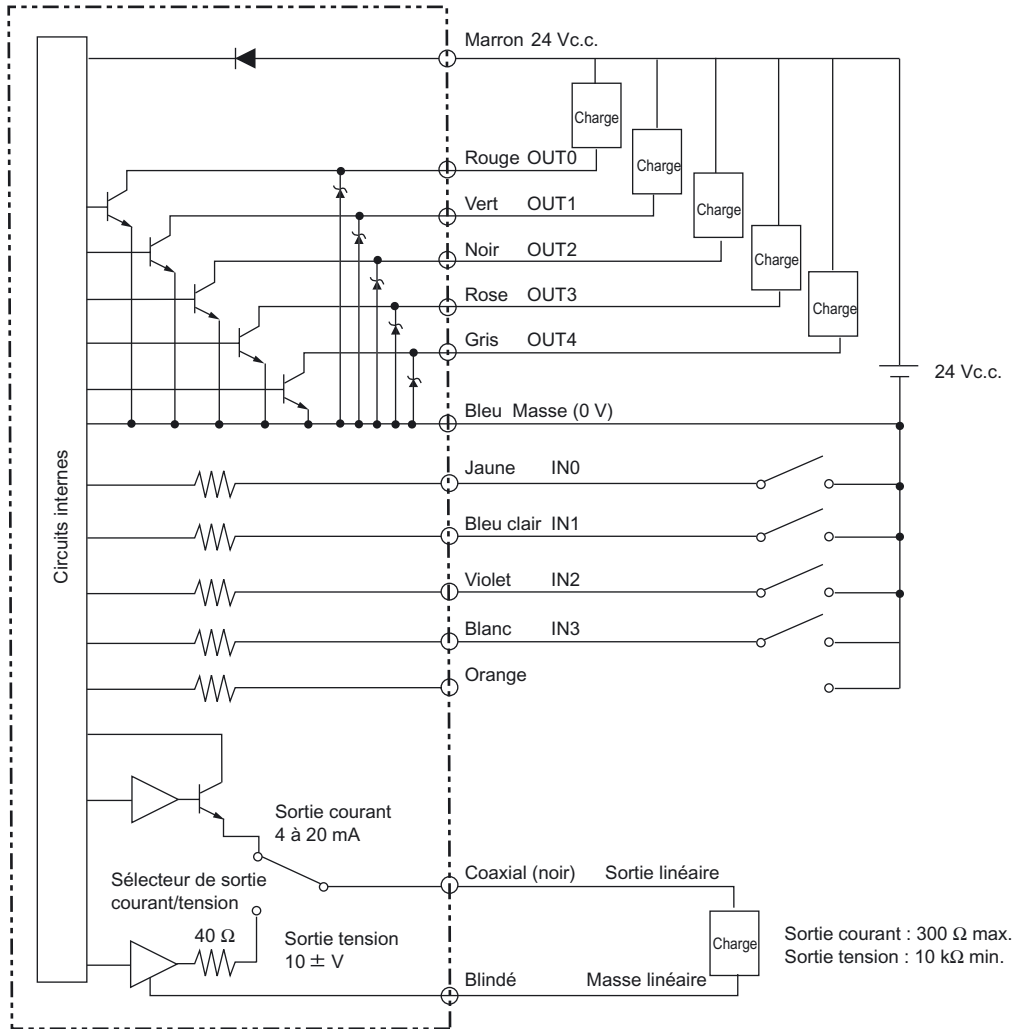 Marron 24 Vc.c.
Charge
Rouge OUT0
Charge
Vert OUT1
Charge
Noir OUT2
Charge
Rose OUT3
Charge
Gris OUT4
24 Vc.c.
Bleu Masse (0 V)
Circuits internes
Jaune IN0
Bleu clair IN1
Violet IN2
Blanc IN3
Orange
Sortie courant
4 à 20 mA
Coaxial (noir) Sortie linéaire
Sélecteur de sortie
courant/tension
40 Ω
Sortie tension
10 ± V
Charge
Sortie courant : 300 Ω max.
Sortie tension : 10 kΩ min.
Blindé Masse linéaire